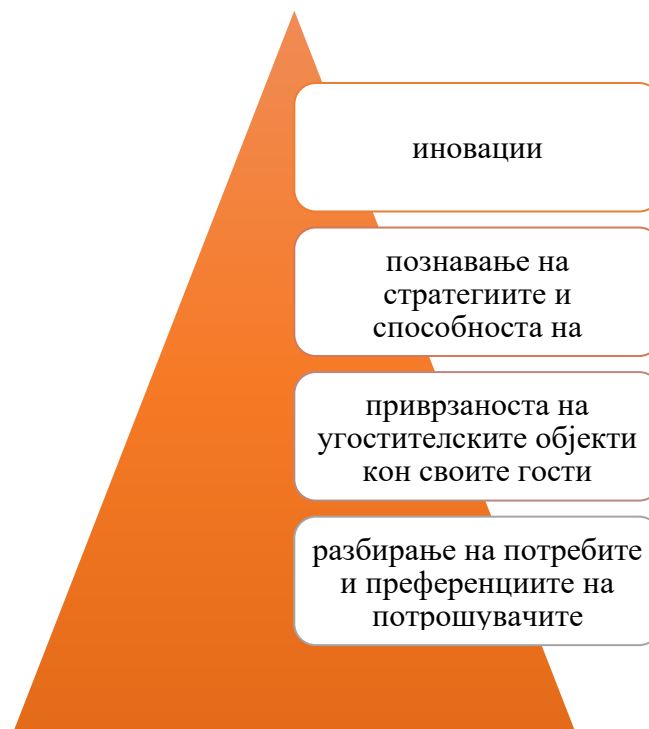 иновации
познавање на
стратегиите и
способноста на
приврзаноста на
угостителските објекти
кон своите гости
разбирање на потребите
и преференциите на
потрошувачите